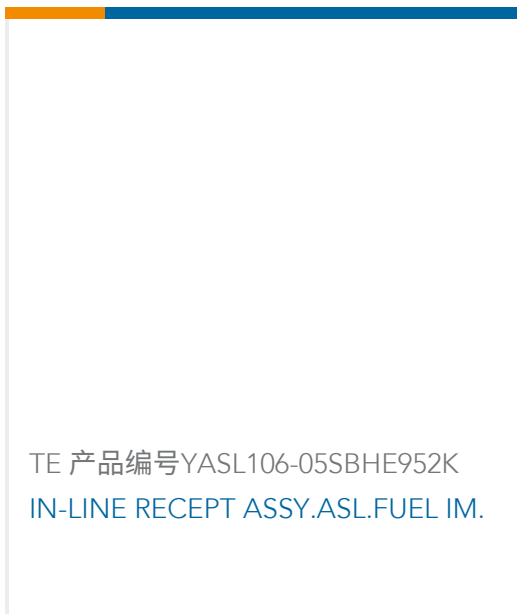 TE 产品编号YASL106-05SBHE952K
IN-LINE RECEPT ASSY.ASL.FUEL IM.